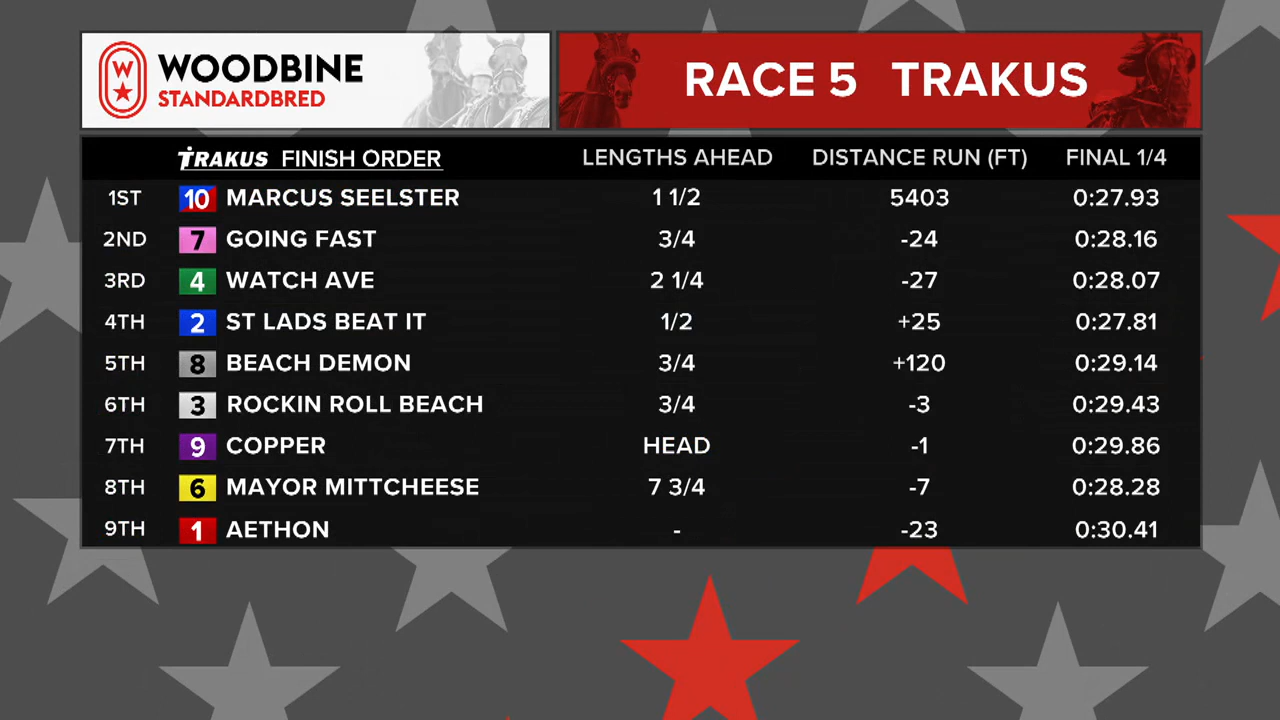 W
WOODBINE
STANDARDBRED
RACE 5 TRAKUS
TRAKUS FINISH ORDER LENGTHS AHEAD DISTANCE RUN (FT) FINAL 1/4
1ST 10 MARCUS SEELSTER 1 1/2 5403 0:27.93
2ND 7 GOING FAST 3/4 -24 0:28.16
3RD 4 WATCH AVE 2 1/4 -27 0:28.07
4TH 2 ST LADS BEAT IT 1/2 +25 0:27.81
5TH 8 BEACH DEMON 3/4 +120 0:29.14
6TH 3 ROCKIN ROLL BEACH 3/4 -3 0:29.43
7TH 9 COPPER HEAD -1 0:29.86
8TH 6 MAYOR MITTCHEESE 7 3/4 -7 0:28.28
9TH 1 AETHON - -23 0:30.41